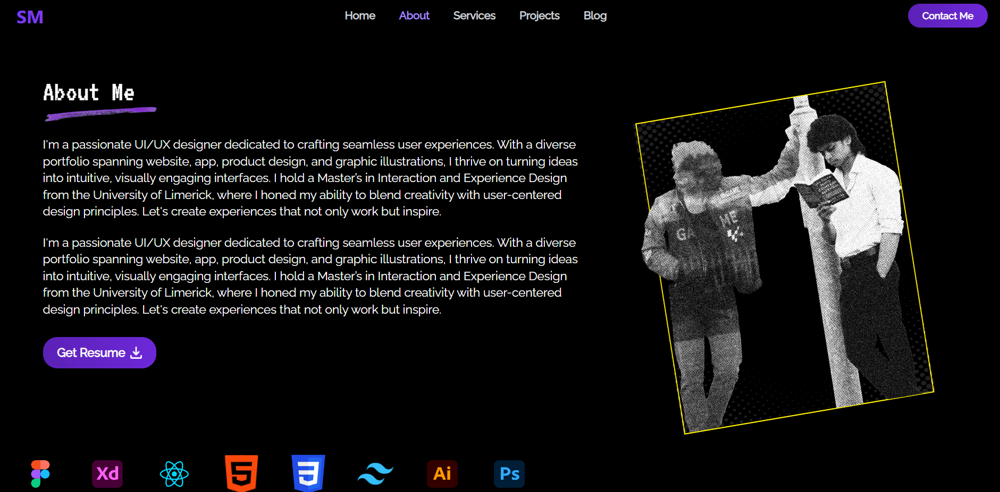 SM
Home About Services Projects Blog
Contact Me
About Me
I'm a passionate UI/UX designer dedicated to crafting seamless user experiences. With a diverse
portfolio spanning website, app, product design, and graphic illustrations, I thrive on turning ideas
into intuitive, visually engaging interfaces. I hold a Master's in Interaction and Experience Design
from the University of Limerick, where I honed my ability to blend creativity with user-centered
design principles. Let's create experiences that not only work but inspire.
I'm a passionate UI/UX designer dedicated to crafting seamless user experiences. With a diverse
portfolio spanning website, app, product design, and graphic illustrations, I thrive on turning ideas
into intuitive, visually engaging interfaces. I hold a Master's in Interaction and Experience Design
from the University of Limerick, where I honed my ability to blend creativity with user-centered
design principles. Let's create experiences that not only work but inspire.
Get Resume
GA ME
Xd 5 3 Ai Ps